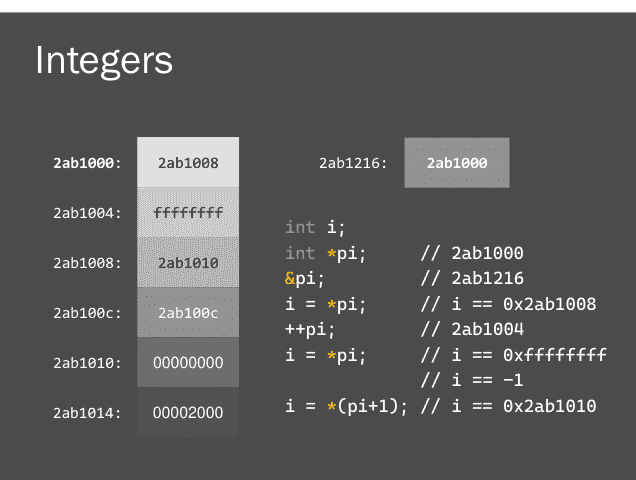 Integers
2ab1000: 2ab1008
2ab1004: ffffffff
2ab1008: 2ab1010
2ab100c: 2ab100c
2ab1010: 00000000
2ab1014: 00002000
2ab1216: 2ab1000
int i;
int *pi; // 2ab1000
&pi; // 2ab1216
i = *pi; // i == 0x2ab1008
++pi; // 2ab1004
i = *pi; // i == 0xffffffff
// i == -1
i = *(pi+1); // i == 0x2ab1010